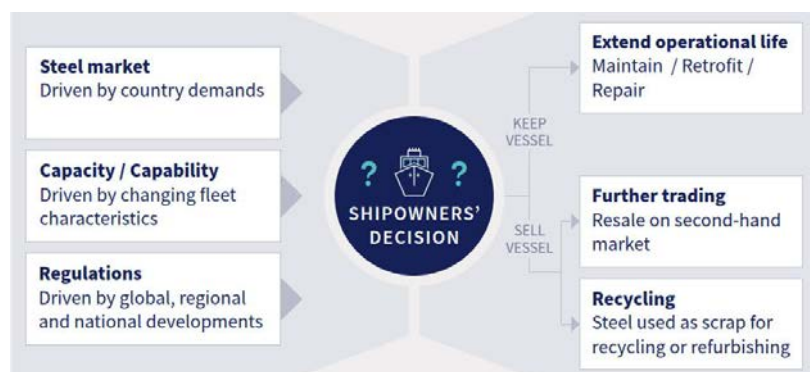 Steel market
Driven by country demands
Capacity / Capability
Driven by changing fleet
characteristics
Regulations
Driven by global, regional
and national developments
? ?
SHIPOWNERS'
DECISION
KEEP
VESSEL
SELL
VESSEL
Extend operational life
Maintain / Retrofit /
Repair
Further trading
Resale on second-hand
market
Recycling
Steel used as scrap for
recycling or refurbishing